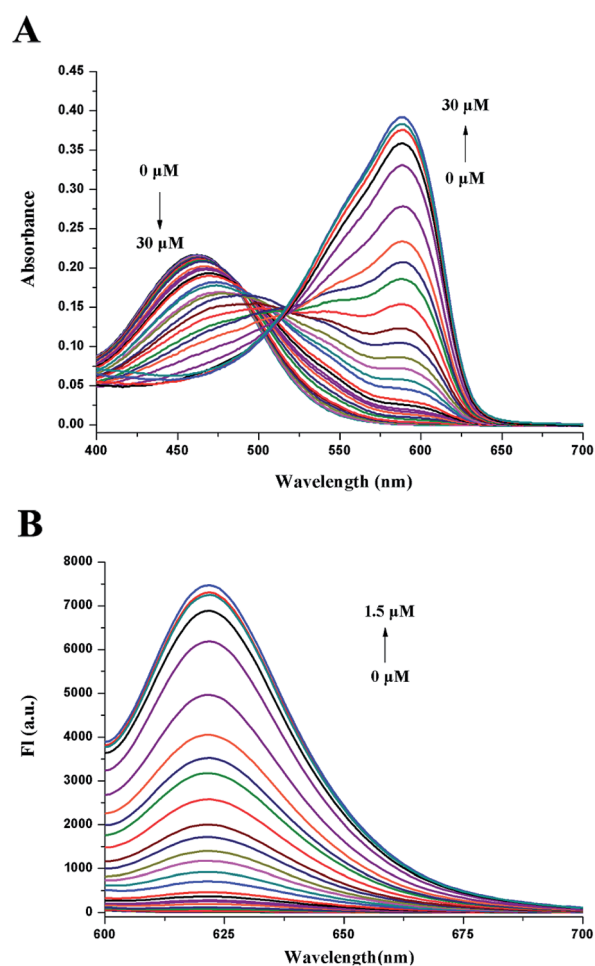 A
0.45
0.40
0.35
0.30
0.25
0.20
0.15
0.10
0.05
0.00
Absorbance
0 µM
30 µM
30 µM
0 µM
400 450 500 550 600 650 700
Wavelength (nm)
B
8000
7000
6000
5000
4000
3000
2000
1000
0
FI (a.u.)
1.5 µM
0 µM
600 625 650 675 700
Wavelength(nm)